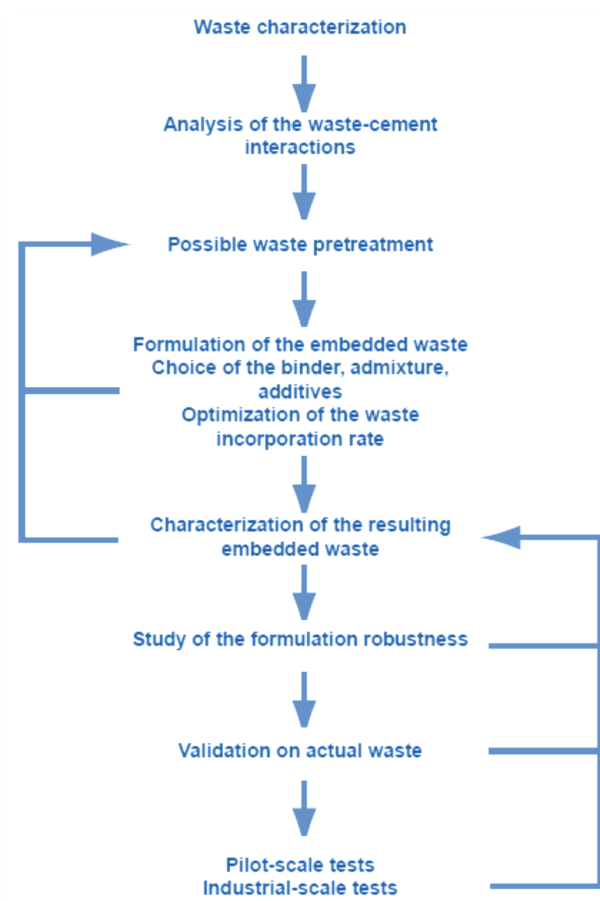 Waste characterization
Analysis of the waste-cement
interactions
Possible waste pretreatment
Formulation of the embedded waste
Choice of the binder, admixture,
additives
Optimization of the waste
incorporation rate
Characterization of the resulting
embedded waste
Study of the formulation robustness
Validation on actual waste
Pilot-scale tests
Industrial-scale tests